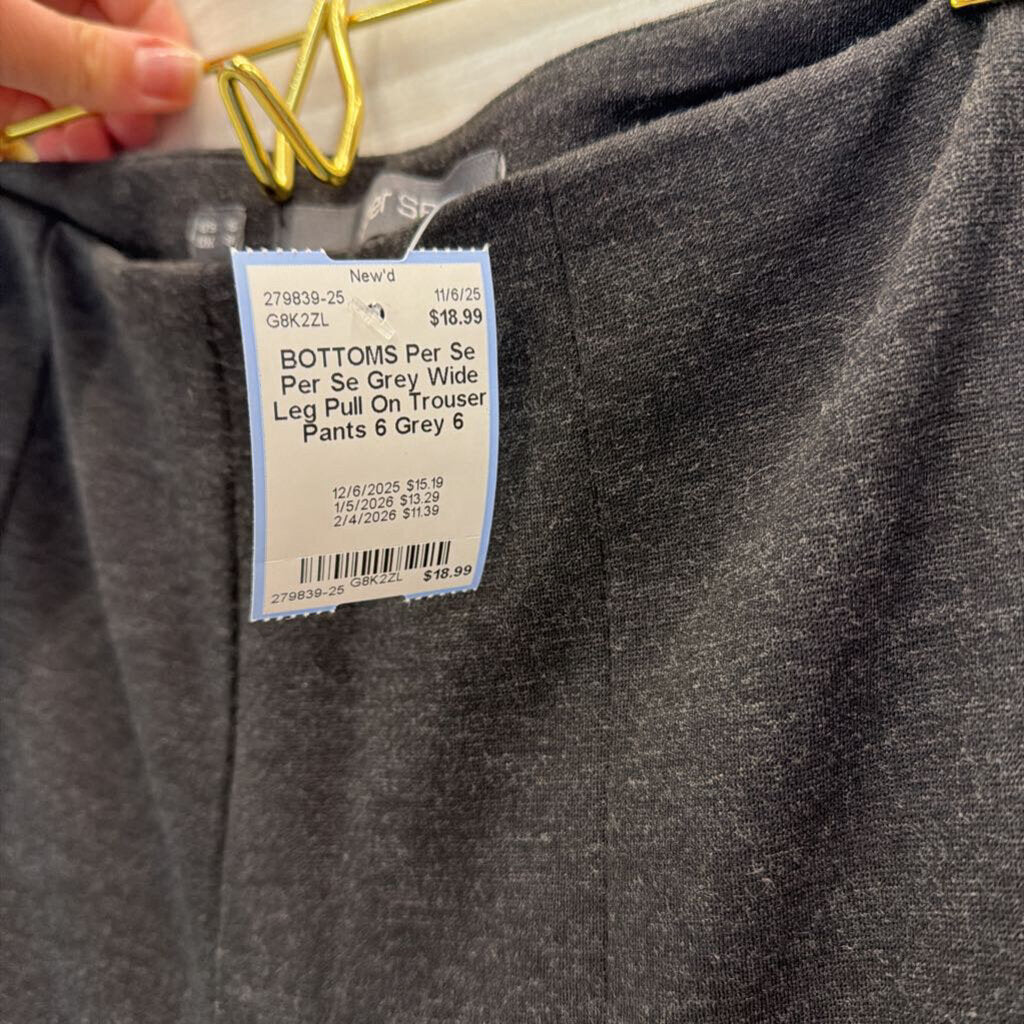 er se
New'd
279839-25 11/6/25
G8K2ZL $18.99
BOTTOMS Per Se
Per Se Grey Wide
Leg Pull On Trouser
Pants 6 Grey 6
12/6/2025 $15.19
1/5/2026 $13.29
2/4/2026 $11.39
279839-25 G8K2ZL $18.99